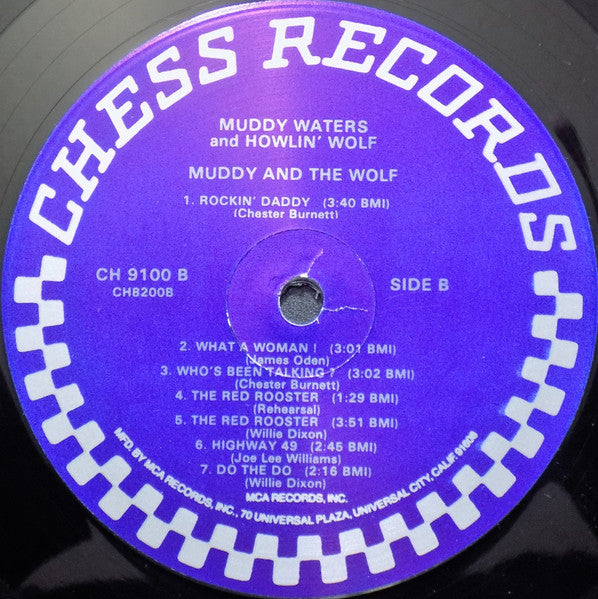 CHESS RECORDS
MUDDY WATERS
and HOWLIN' WOLF
MUDDY AND THE WOLF
1. ROCKIN' DADDY (3:40 BMI)
(Chester Burnett)
CH 9100 B
CH8200B
SIDE B
2. WHAT A WOMAN! (3:01 BMI)
(James Oden)
3. WHO'S BEEN TALKING? (3:02 BMI)
(Chester Burnett)
4. THE RED ROOSTER (1:29 BMI)
(Rehearsal)
5. THE RED ROOSTER (3:51 BMI)
(Willie Dixon)
6. HIGHWAY 49 (2:45 BMI)
(Joe Lee Williams)
7. DO THE DO (2:16 BMI)
(Willie Dixon)
MCA RECORDS, INC.
MFD. BY MCA RECORDS, INC., 70 UNIVERSAL PLAZA, UNIVERSAL CITY, CALIF 91608